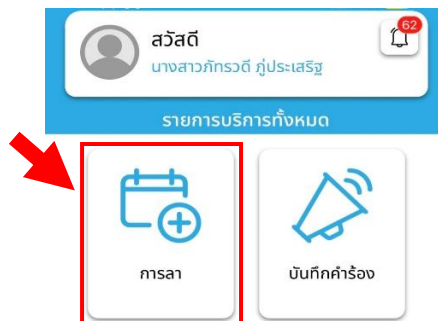 สวัสดี
62
นางสาวภัทรวดี ภู่ประเสริฐ
รายการบริการทั้งหมด
การลา
บันทึกคำร้อง